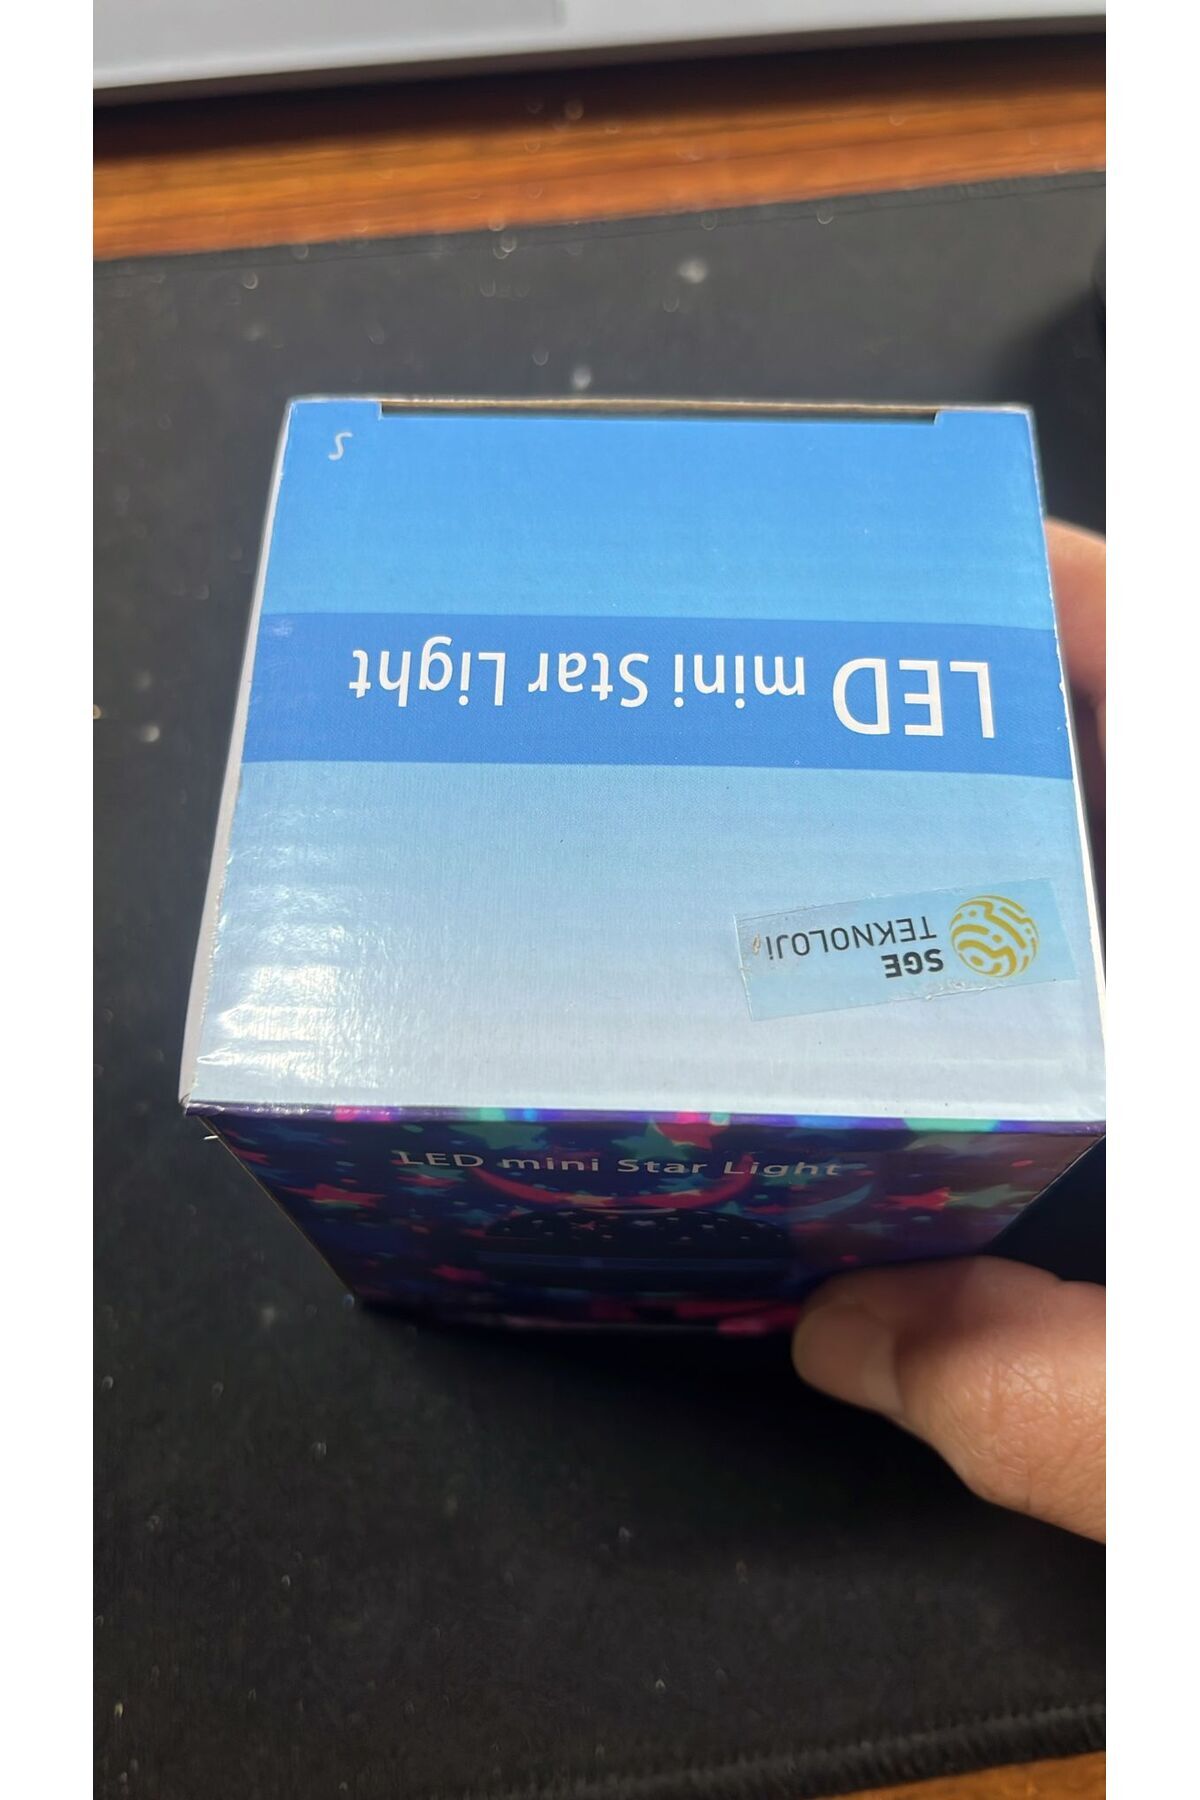 LED mini Star Light
SGE
TEKNOLOJi
S
LED mini Star Light